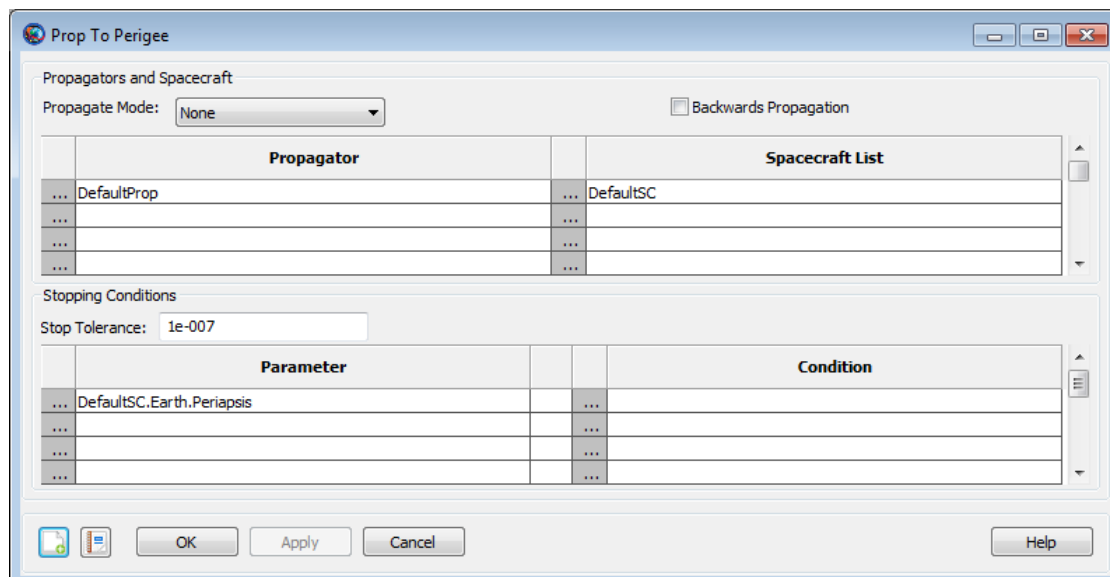 Prop To Perigee
Propagators and Spacecraft
Propagate Mode: None Backwards Propagation
Propagator Spacecraft List
... DefaultProp ... DefaultSC
... ...
... ...
... ...
Stopping Conditions
Stop Tolerance: 1e-007
Parameter Condition
... DefaultSC.Earth.Periapsis ...
... ...
... ...
... ...
OK Apply Cancel Help